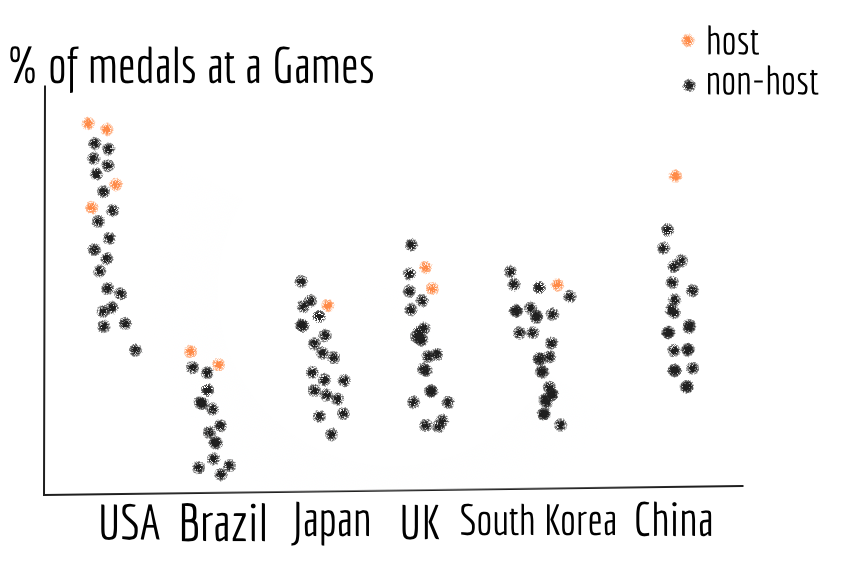 % of medals at a Games
host
non-host
USA Brazil Japan UK South Korea China